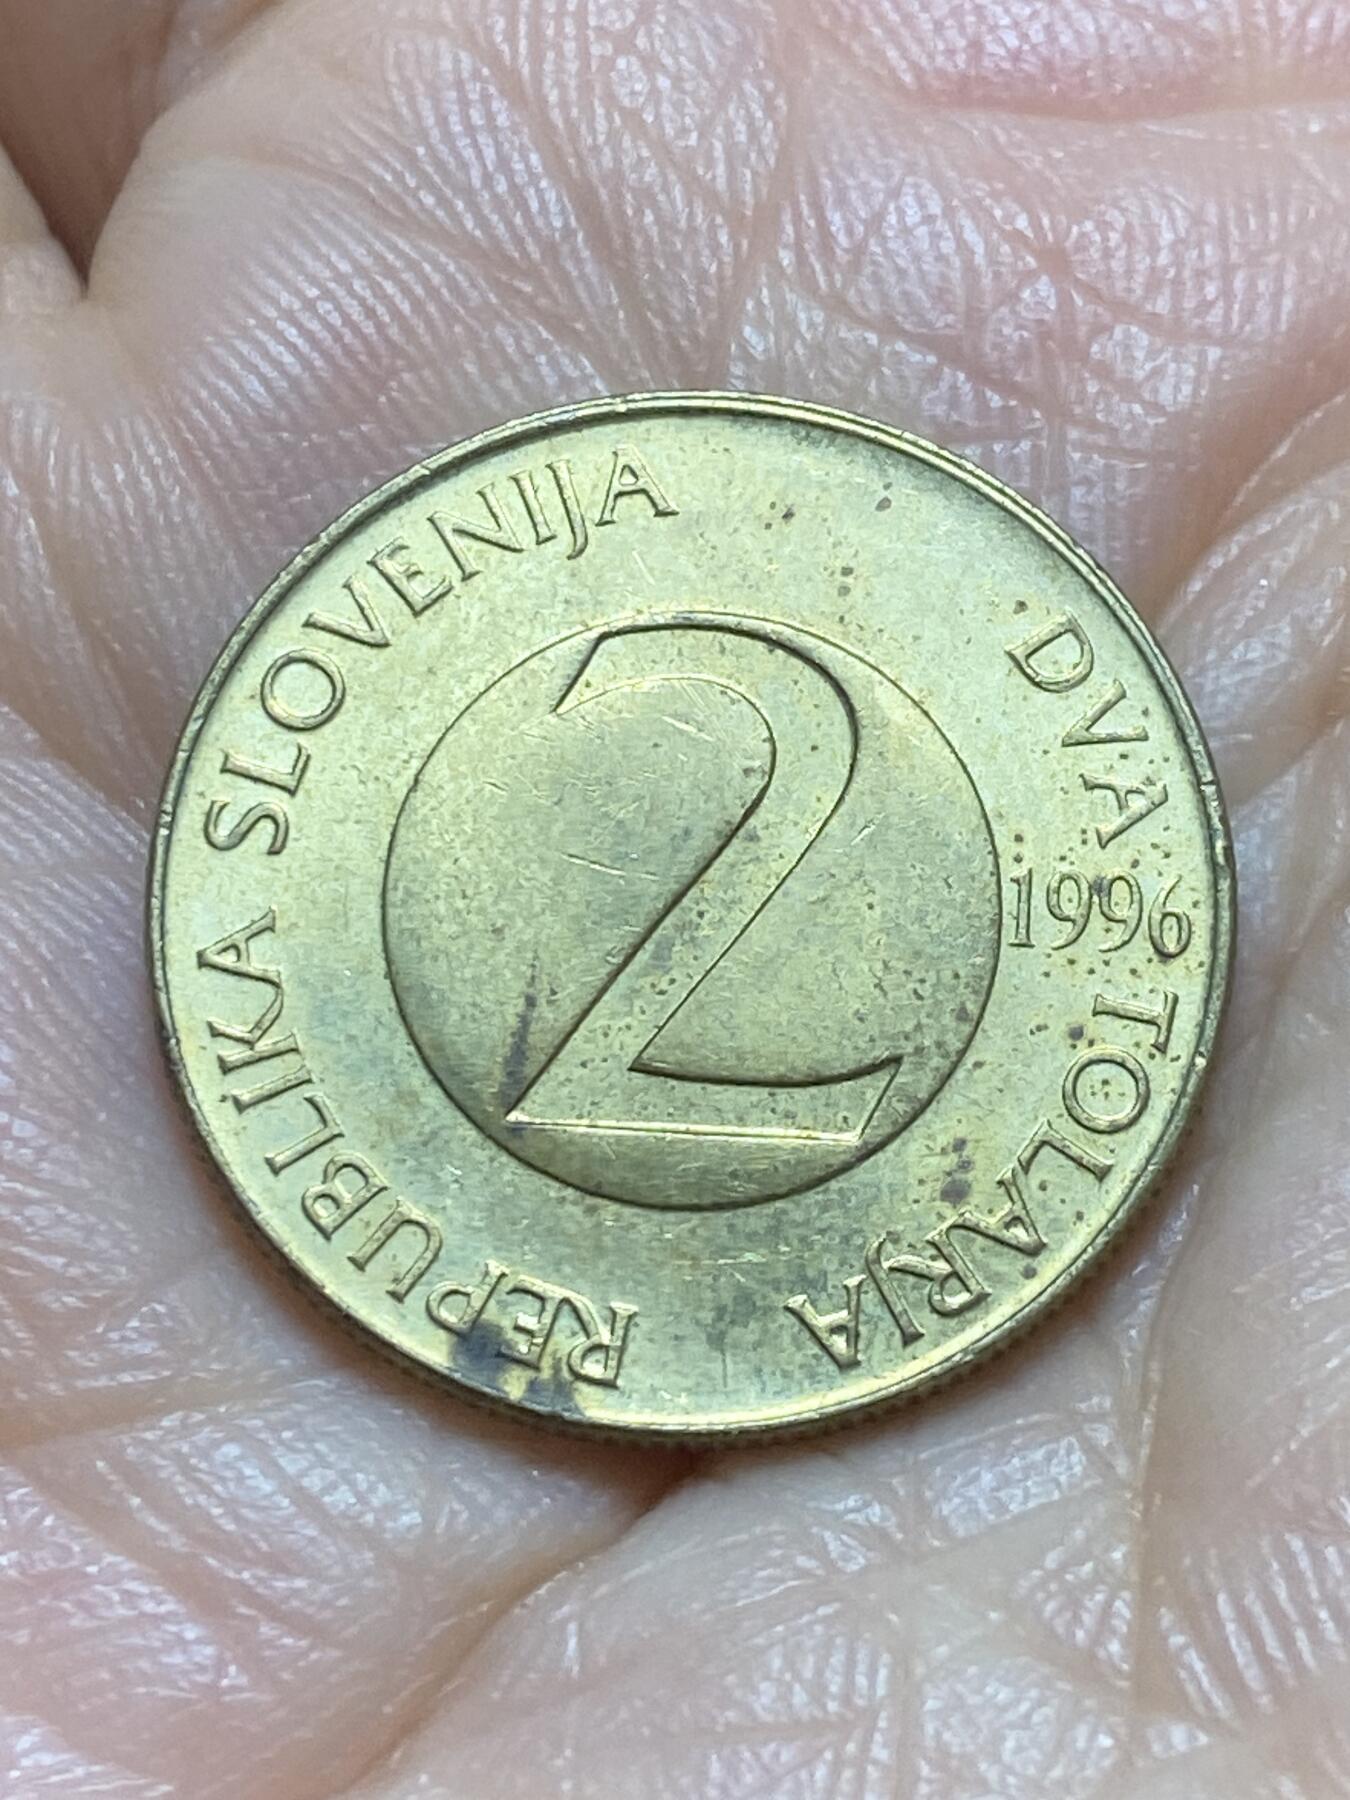 REPUBLIKA SLOVENIJA
2
DVA TOLARJA
1996